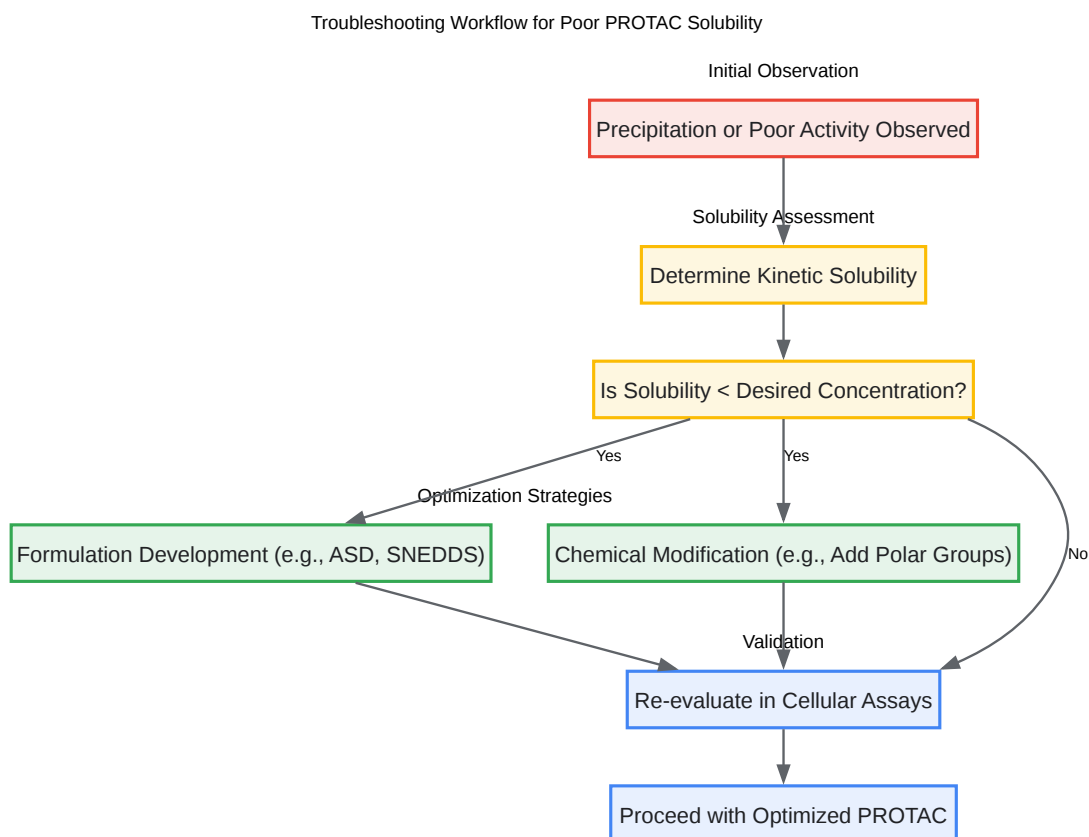 Troubleshooting Workflow for Poor PROTAC Solubility
Initial Observation
Precipitation or Poor Activity Observed
Solubility Assessment
Determine Kinetic Solubility
Is Solubility < Desired Concentration?
Yes
Yes
Optimization Strategies
Formulation Development (e.g., ASD, SNEDDS)
Chemical Modification (e.g., Add Polar Groups)
No
Validation
Re-evaluate in Cellular Assays
Proceed with Optimized PROTAC